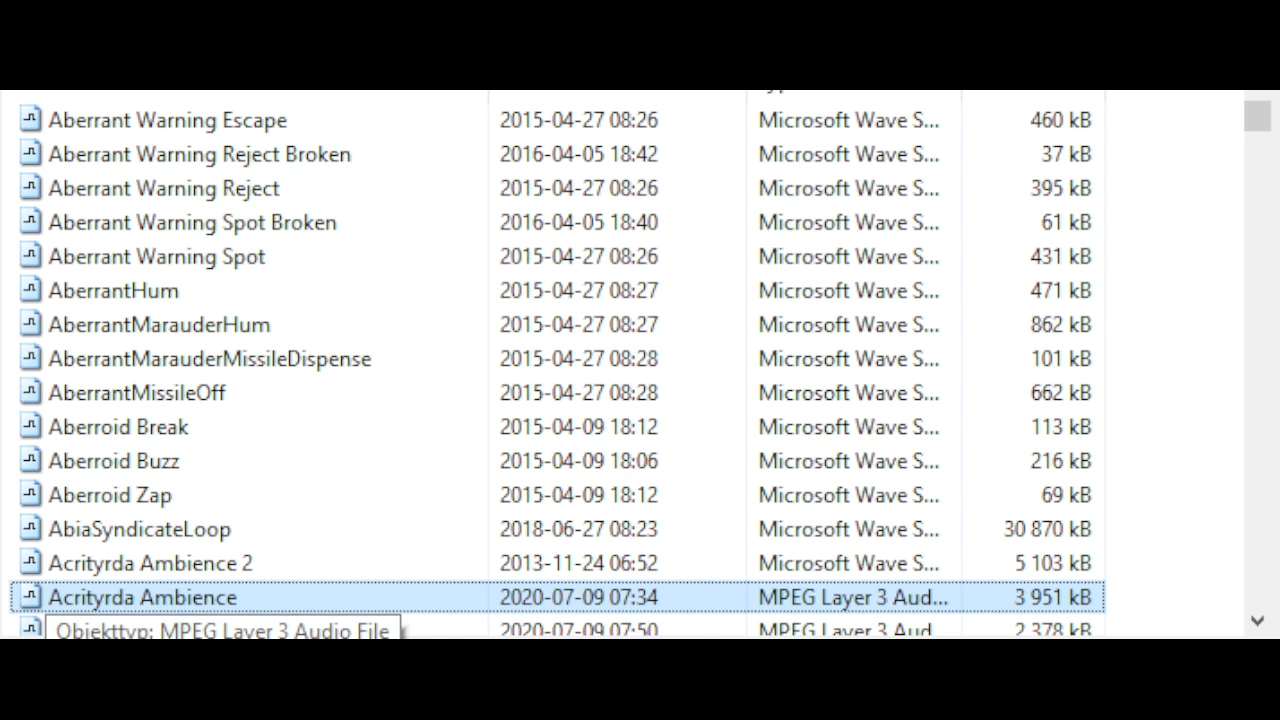 Aberrant Warning Escape 2015-04-27 08:26 Microsoft Wave S... 460 kB
Aberrant Warning Reject Broken 2016-04-05 18:42 Microsoft Wave S... 37 kB
Aberrant Warning Reject 2015-04-27 08:26 Microsoft Wave S... 395 kB
Aberrant Warning Spot Broken 2016-04-05 18:40 Microsoft Wave S... 61 kB
Aberrant Warning Spot 2015-04-27 08:26 Microsoft Wave S... 431 kB
AberrantHum 2015-04-27 08:27 Microsoft Wave S... 471 kB
AberrantMarauderHum 2015-04-27 08:27 Microsoft Wave S... 862 kB
AberrantMarauderMissileDispense 2015-04-27 08:28 Microsoft Wave S... 101 kB
AberrantMissileOff 2015-04-27 08:28 Microsoft Wave S... 662 kB
Aberroid Break 2015-04-09 18:12 Microsoft Wave S... 113 kB
Aberroid Buzz 2015-04-09 18:06 Microsoft Wave S... 216 kB
Aberroid Zap 2015-04-09 18:12 Microsoft Wave S... 69 kB
AbiaSyndicateLoop 2018-06-27 08:23 Microsoft Wave S... 30 870 kB
Acrityrda Ambience 2 2013-11-24 06:52 Microsoft Wave S... 5 103 kB
Acrityrda Ambience 2020-07-09 07:34 MPEG Layer 3 Aud... 3 951 kB
Objekttyp: MPEG Layer 3 Audio File 2020-07-09 07:50 MPEG Layer 3 Aud 2 378 kB